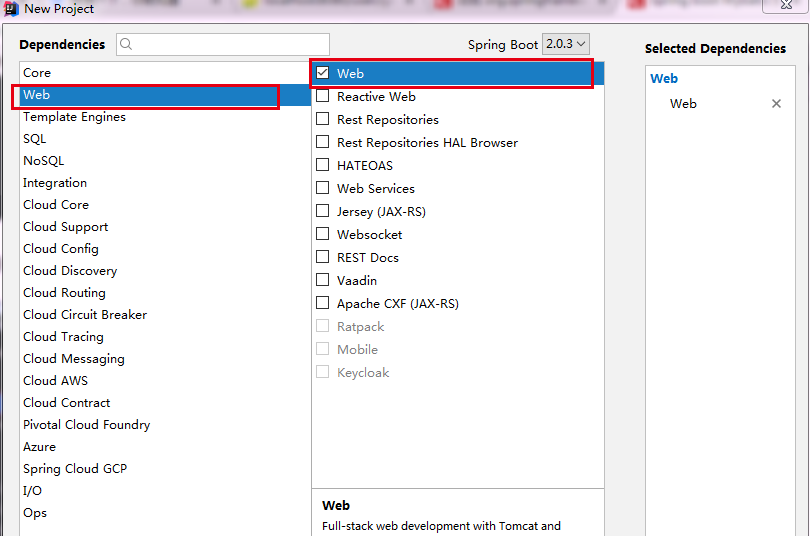 New Project
Dependencies
Spring Boot 2.0.3
Selected Dependencies
Core
Web
Template Engines
SQL
NoSQL
Integration
Cloud Core
Cloud Support
Cloud Config
Cloud Discovery
Cloud Routing
Cloud Circuit Breaker
Cloud Tracing
Cloud Messaging
Cloud AWS
Cloud Contract
Pivotal Cloud Foundry
Azure
Spring Cloud GCP
I/O
Ops
Web
Reactive Web
Rest Repositories
Rest Repositories HAL Browser
HATEOAS
Web Services
Jersey (JAX-RS)
Websocket
REST Docs
Vaadin
Apache CXF (JAX-RS)
Ratpack
Mobile
Keycloak
Web
Full-stack web development with Tomcat and
Web
Web